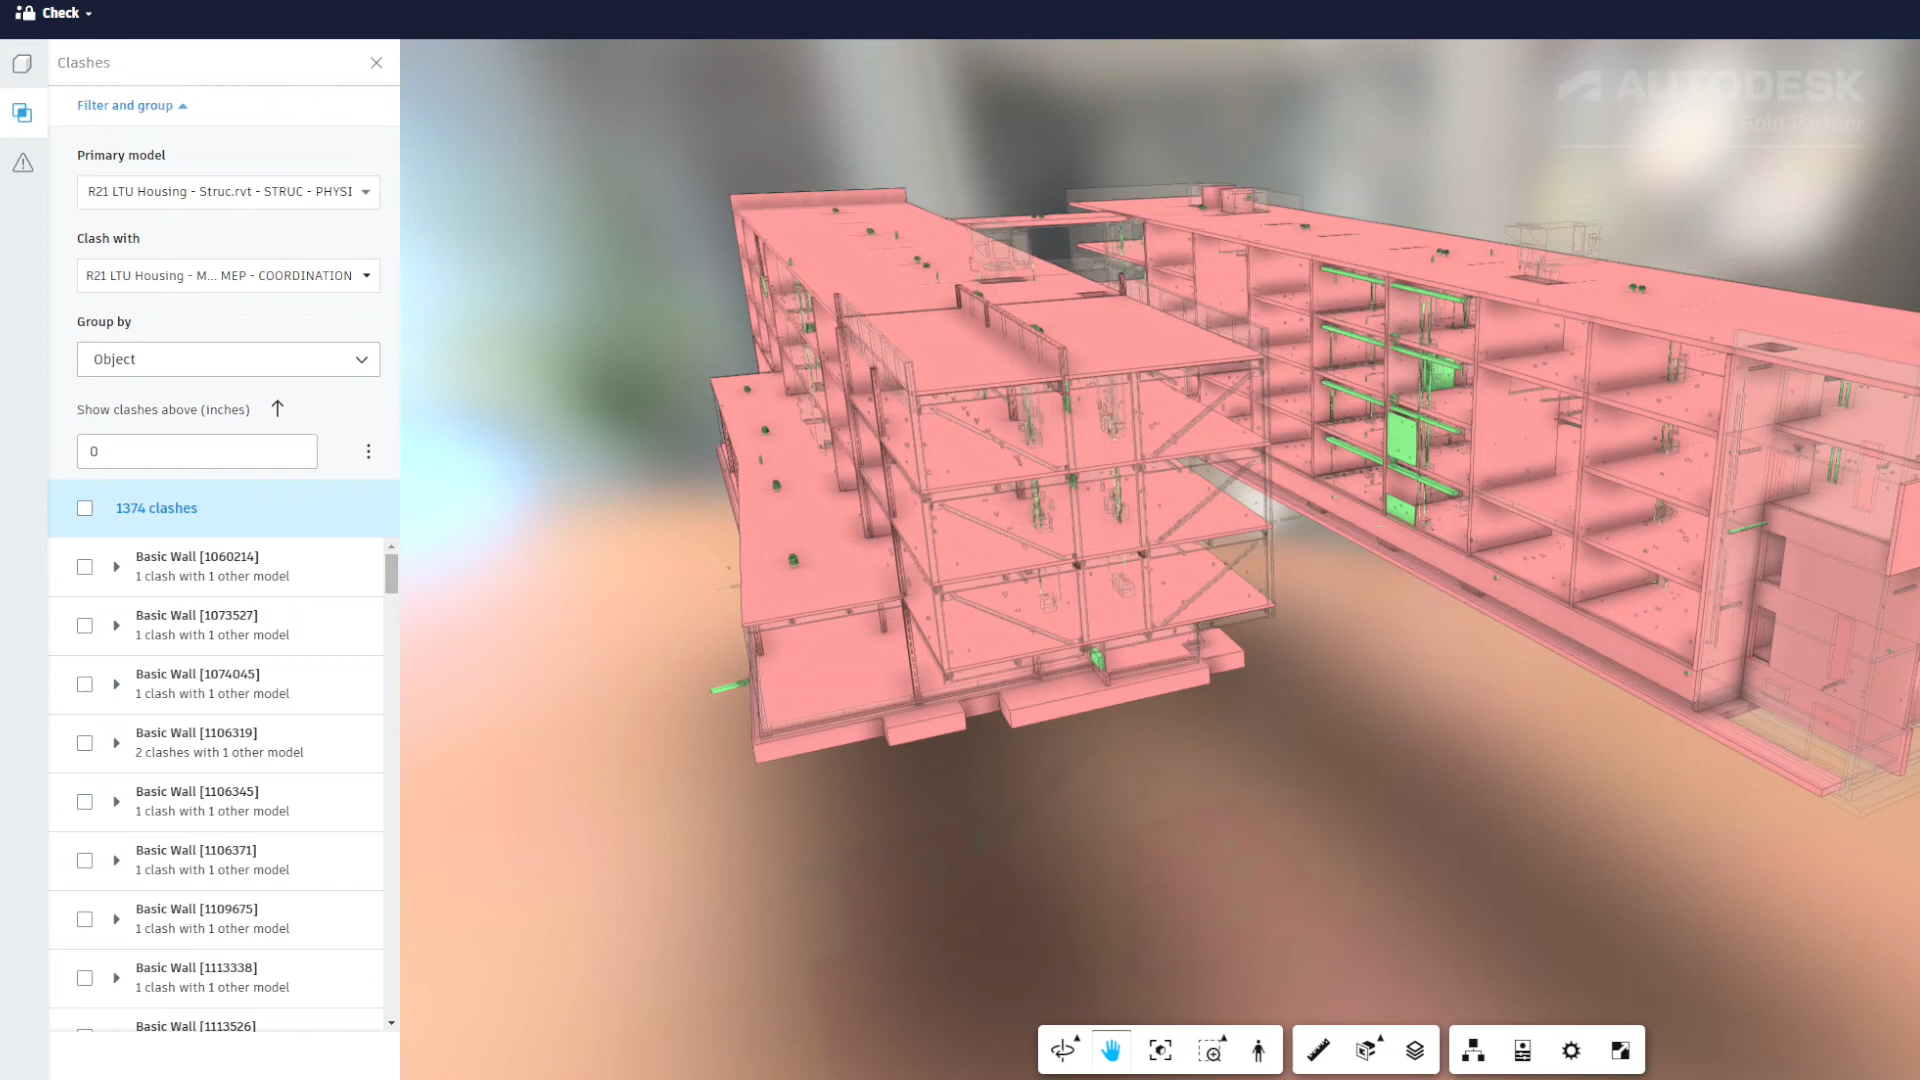 Check
Clashes
Filter and group
Primary model
R21 LTU Housing - Struc.rvt - STRUC - PHYSI
Clash with
R21 LTU Housing - M... MEP - COORDINATION
Group by
Object
Show clashes above (inches)
0
1374 clashes
Basic Wall [1060214]
1 clash with 1 other model
Basic Wall [1073527]
1 clash with 1 other model
Basic Wall [1074045]
1 clash with 1 other model
Basic Wall [1106319]
2 clashes with 1 other model
Basic Wall [1106345]
1 clash with 1 other model
Basic Wall [1106371]
1 clash with 1 other model
Basic Wall [1109675]
1 clash with 1 other model
Basic Wall [1113338]
1 clash with 1 other model
Basic Wall [1113526]
AUTODESK
Gold Partner